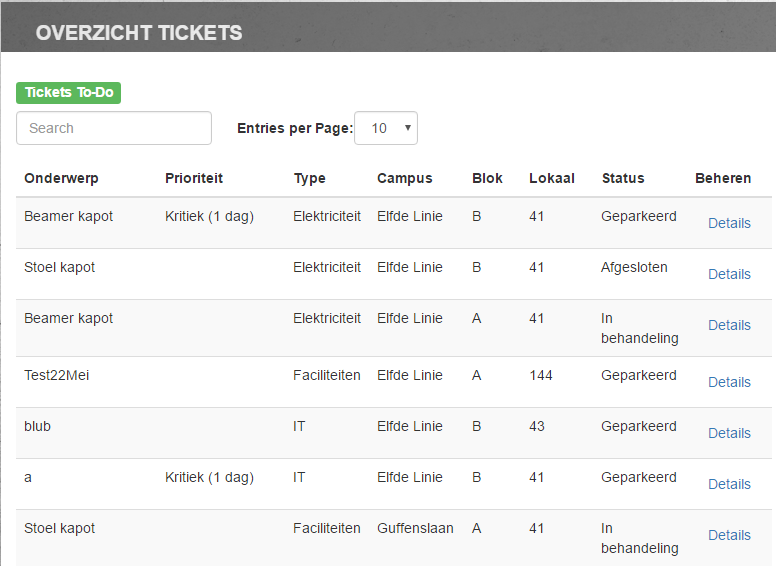 OVERZICHT TICKETS
Tickets To-Do
Search Entries per Page: 10
Onderwerp Prioriteit Type Campus Blok Lokaal Status Beheren
Beamer kapot Kritiek (1 dag) Elektriciteit Elfde Linie B 41 Geparkeerd Details
Stoel kapot Elektriciteit Elfde Linie B 41 Afgesloten Details
Beamer kapot Elektriciteit Elfde Linie A 41 In behandeling Details
Test22Mei Faciliteiten Elfde Linie A 144 Geparkeerd Details
blub IT Elfde Linie B 43 Geparkeerd Details
a Kritiek (1 dag) IT Elfde Linie B 41 Geparkeerd Details
Stoel kapot Faciliteiten Guffenslaan A 41 In behandeling Details